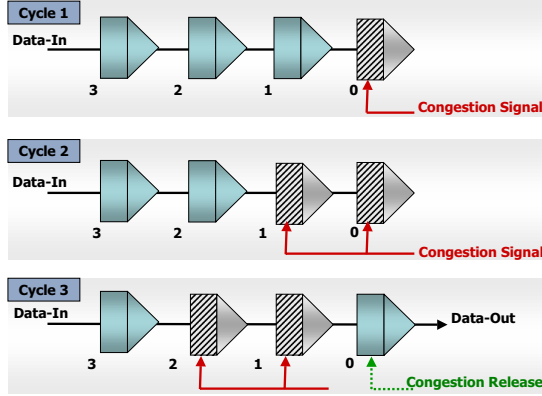 Cycle 1
Data-In
3 2 1 0
Congestion Signal
Cycle 2
Data-In
3 2 1 0
Congestion Signal
Cycle 3
Data-In
Data-Out
3 2 1 0
Congestion Release